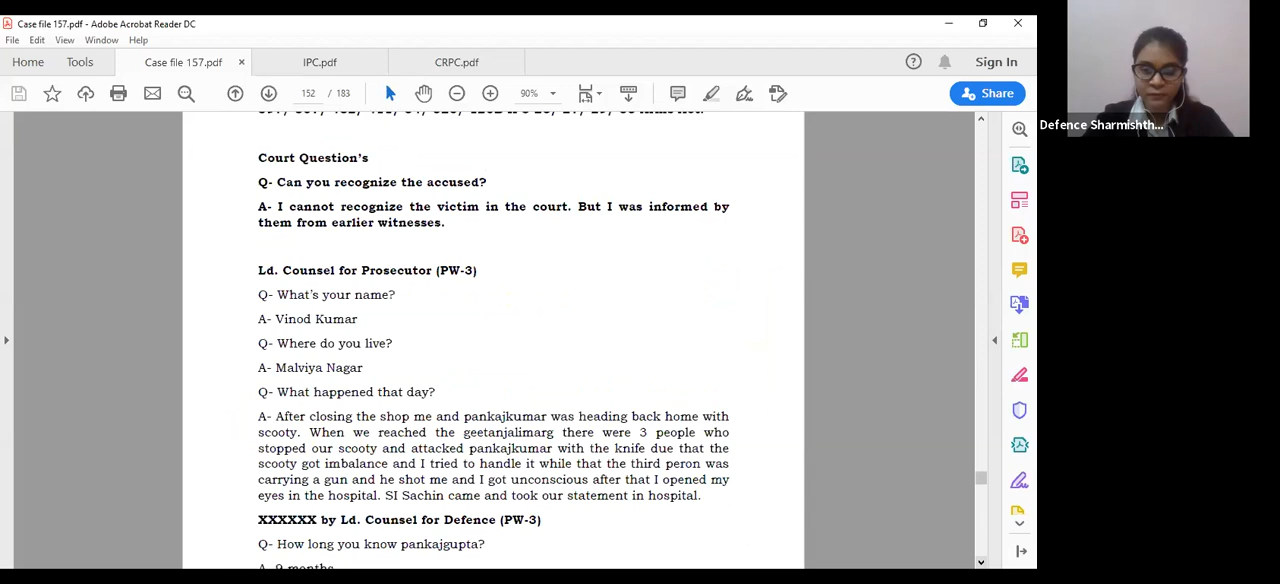 Case file 157.pdf - Adobe Acrobat Reader DC
File Edit View Window Help
Home Tools Case file 157.pdf × IPC.pdf CRPC.pdf Sign In
152 / 183 90% Share
Court Question's
Q- Can you recognize the accused?
A- I cannot recognize the victim in the court. But I was informed by
them from earlier witnesses.
Ld. Counsel for Prosecutor (PW-3)
Q- What's your name?
A- Vinod Kumar
Q- Where do you live?
A- Malviya Nagar
Q- What happened that day?
A- After closing the shop me and pankajkumar was heading back home with
scooty. When we reached the geetanjalimarg there were 3 people who
stopped our scooty and attacked pankajkumar with the knife due that the
scooty got imbalance and I tried to handle it while that the third peron was
carrying a gun and he shot me and I got unconscious after that I opened my
eyes in the hospital. SI Sachin came and took our statement in hospital.
XXXXXX by Ld. Counsel for Defence (PW-3)
Q- How long you know pankajgupta?
A- 9 months
Defence Sharmishth...